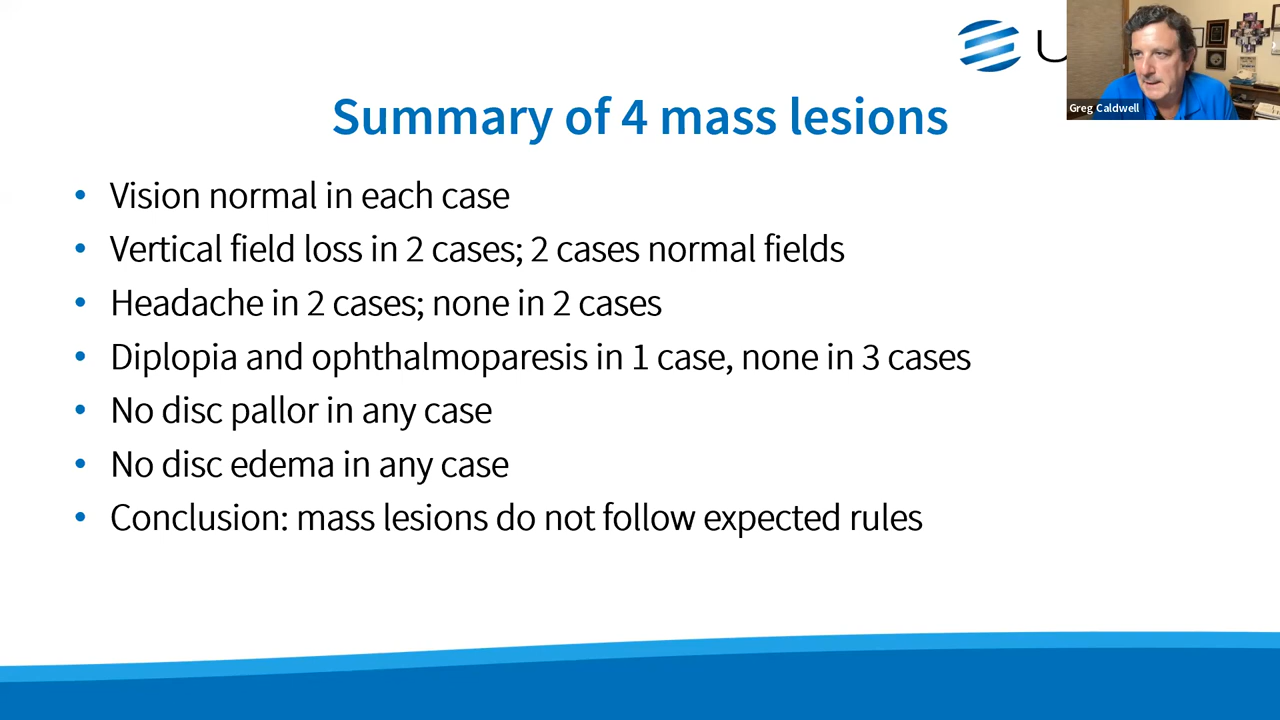 Greg Caldwell
Summary of 4 mass lesions
• Vision normal in each case
• Vertical field loss in 2 cases; 2 cases normal fields
• Headache in 2 cases; none in 2 cases
• Diplopia and ophthalmoparesis in 1 case, none in 3 cases
• No disc pallor in any case
• No disc edema in any case
• Conclusion: mass lesions do not follow expected rules